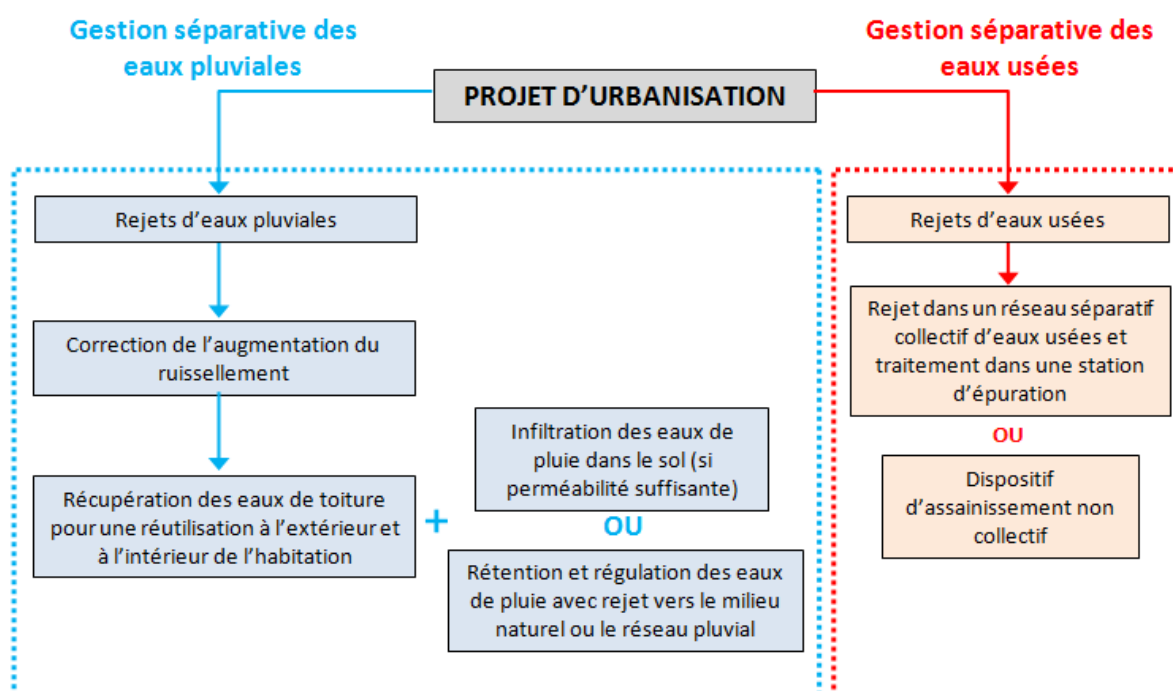 Gestion séparative des
eaux pluviales
Gestion séparative des
eaux usées
PROJET D'URBANISATION
Rejets d'eaux pluviales
Correction de l'augmentation du
ruissellement
Récupération des eaux de toiture
pour une réutilisation à l'extérieur et
à l'intérieur de l'habitation
+
Infiltration des eaux de
pluie dans le sol (si
perméabilité suffisante)
OU
Rétention et régulation des eaux
de pluie avec rejet vers le milieu
naturel ou le réseau pluvial
Rejets d'eaux usées
Rejet dans un réseau séparatif
collectif d'eaux usées et
traitement dans une station
d'épuration
OU
Dispositif
d'assainissement non
collectif